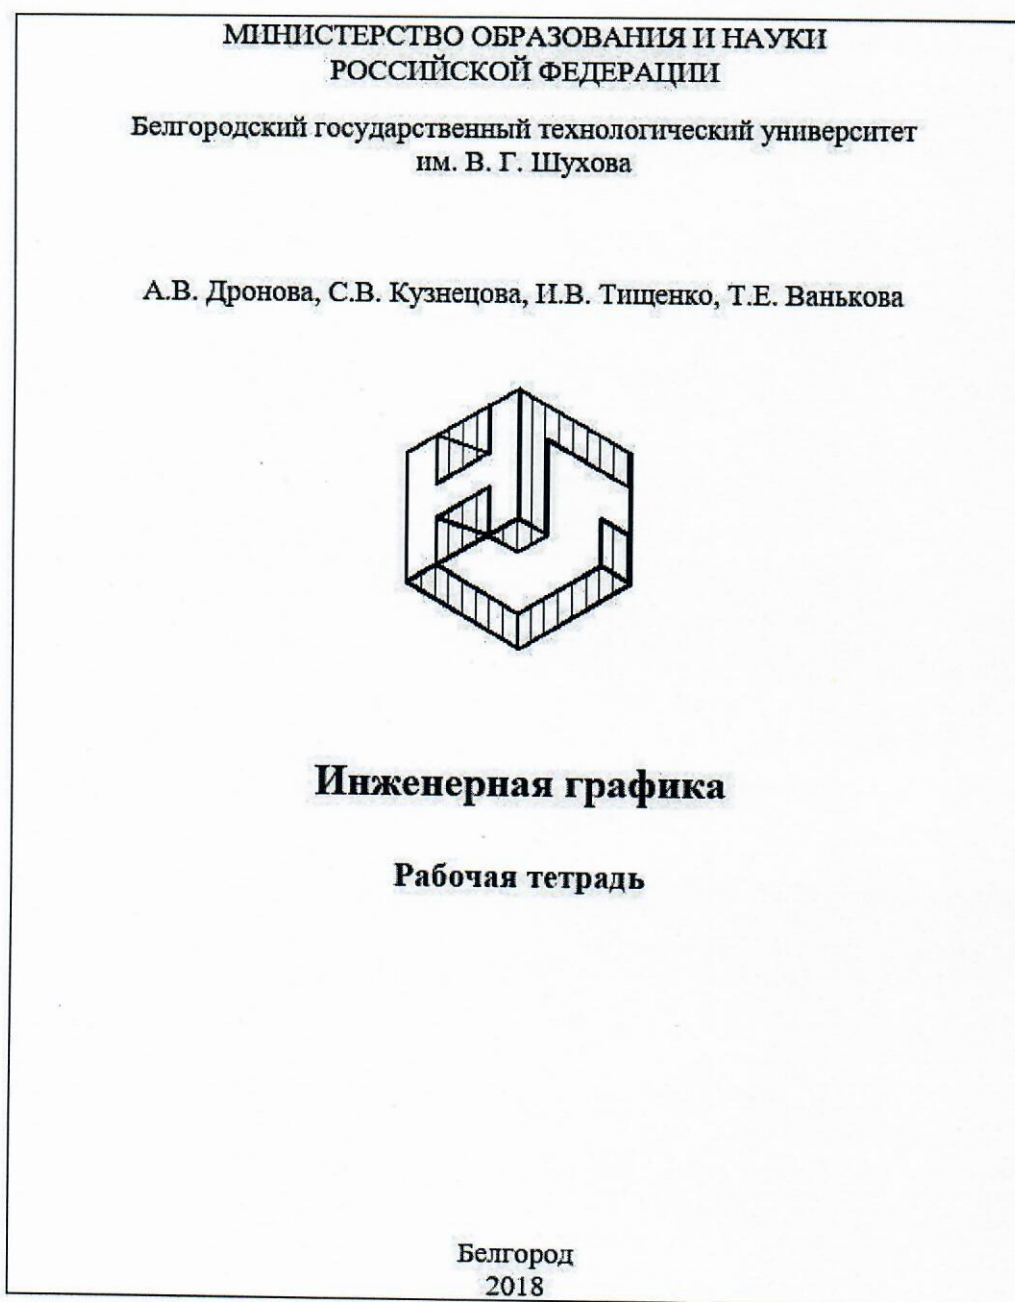 МИНИСТЕРСТВО ОБРАЗОВАНИЯ И НАУКИ
РОССИЙСКОЙ ФЕДЕРАЦИИ
Белгородский государственный технологический университет
им. В. Г. Шухова
А.В. Дронова, С.В. Кузнецова, И.В. Тищенко, Т.Е. Ванькова
Инженерная графика
Рабочая тетрадь
Белгород
2018